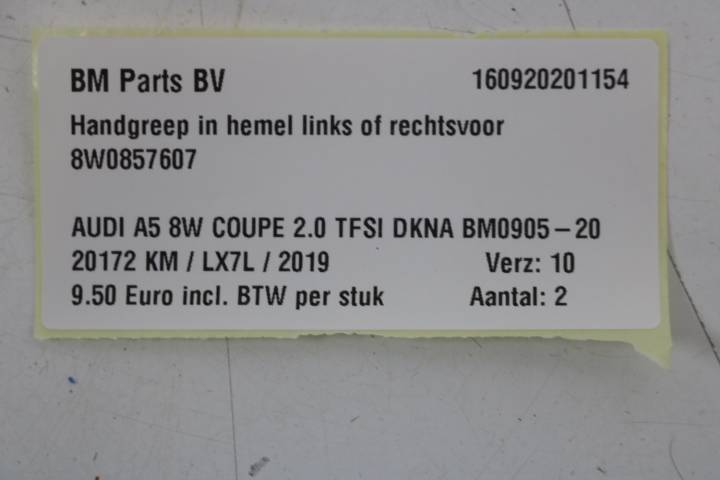 BM Parts BV 160920201154
Handgreep in hemel links of rechtsvoor
8W0857607
AUDI A5 8W COUPE 2.0 TFSI DKNA BM0905-20
20172 KM / LX7L / 2019 Verz: 10
9.50 Euro incl. BTW per stuk Aantal: 2